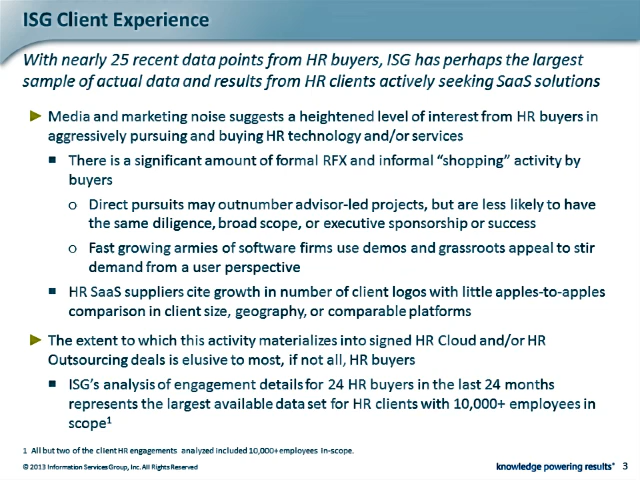 ISG Client Experience
With nearly 25 recent data points from HR buyers, ISG has perhaps the largest
sample of actual data and results from HR clients actively seeking SaaS solutions
► Media and marketing noise suggests a heightened level of interest from HR buyers in
aggressively pursuing and buying HR technology and/or services
■ There is a significant amount of formal RFX and informal “shopping” activity by
buyers
o Direct pursuits may outnumber advisor-led projects, but are less likely to have
the same diligence, broad scope, or executive sponsorship or success
o Fast growing armies of software firms use demos and grassroots appeal to stir
demand from a user perspective
■ HR SaaS suppliers cite growth in number of client logos with little apples-to-apples
comparison in client size, geography, or comparable platforms
► The extent to which this activity materializes into signed HR Cloud and/or HR
Outsourcing deals is elusive to most, if not all, HR buyers
■ ISG’s analysis of engagement details for 24 HR buyers in the last 24 months
represents the largest available data set for HR clients with 10,000+ employees in
scope¹
1 All but two of the client HR engagements analyzed included 10,000+ employees in-scope.
© 2013 Information Services Group, Inc. All Rights Reserved
knowledge powering results® 3